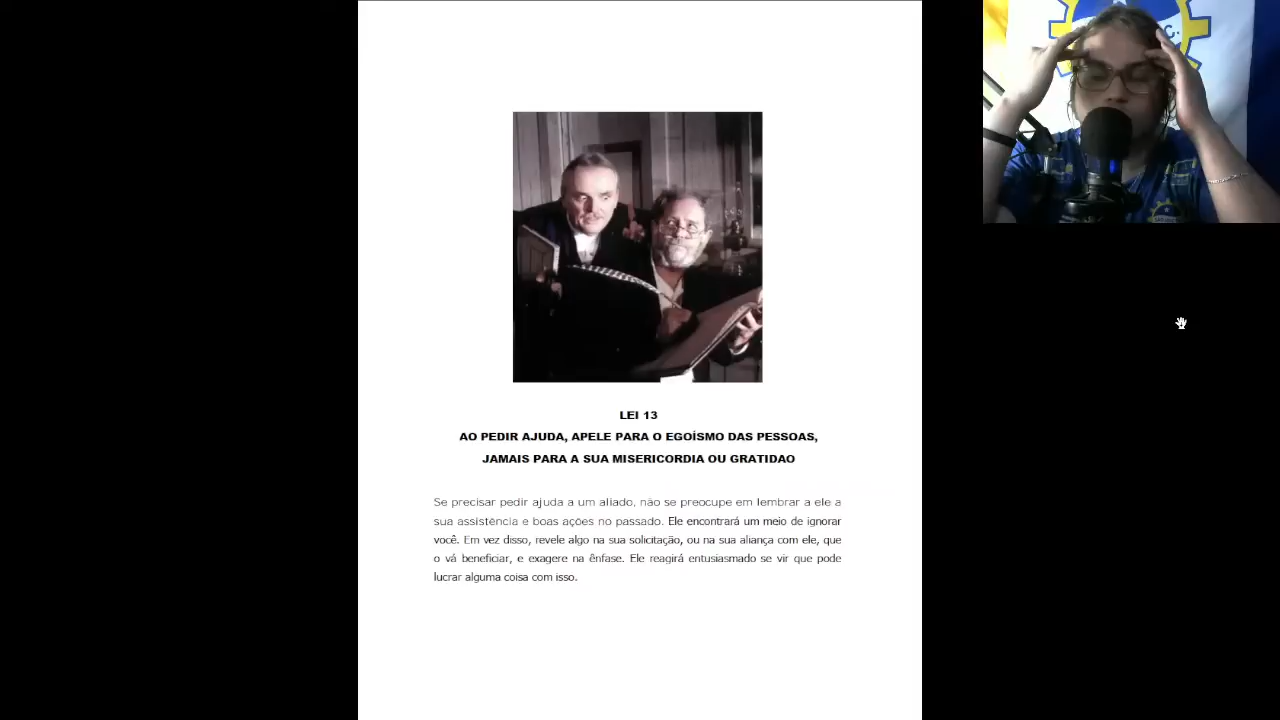 LEI 13
AO PEDIR AJUDA, APELE PARA O EGOÍSMO DAS PESSOAS,
JAMAIS PARA A SUA MISERICORDIA OU GRATIDAO
Se precisar pedir ajuda a um aliado, não se preocupe em lembrar a ele a
sua assistência e boas ações no passado. Ele encontrará um meio de ignorar
você. Em vez disso, revele algo na sua solicitação, ou na sua aliança com ele, que
o vá beneficiar, e exagere na ênfase. Ele reagirá entusiasmado se vir que pode
lucrar alguma coisa com isso.